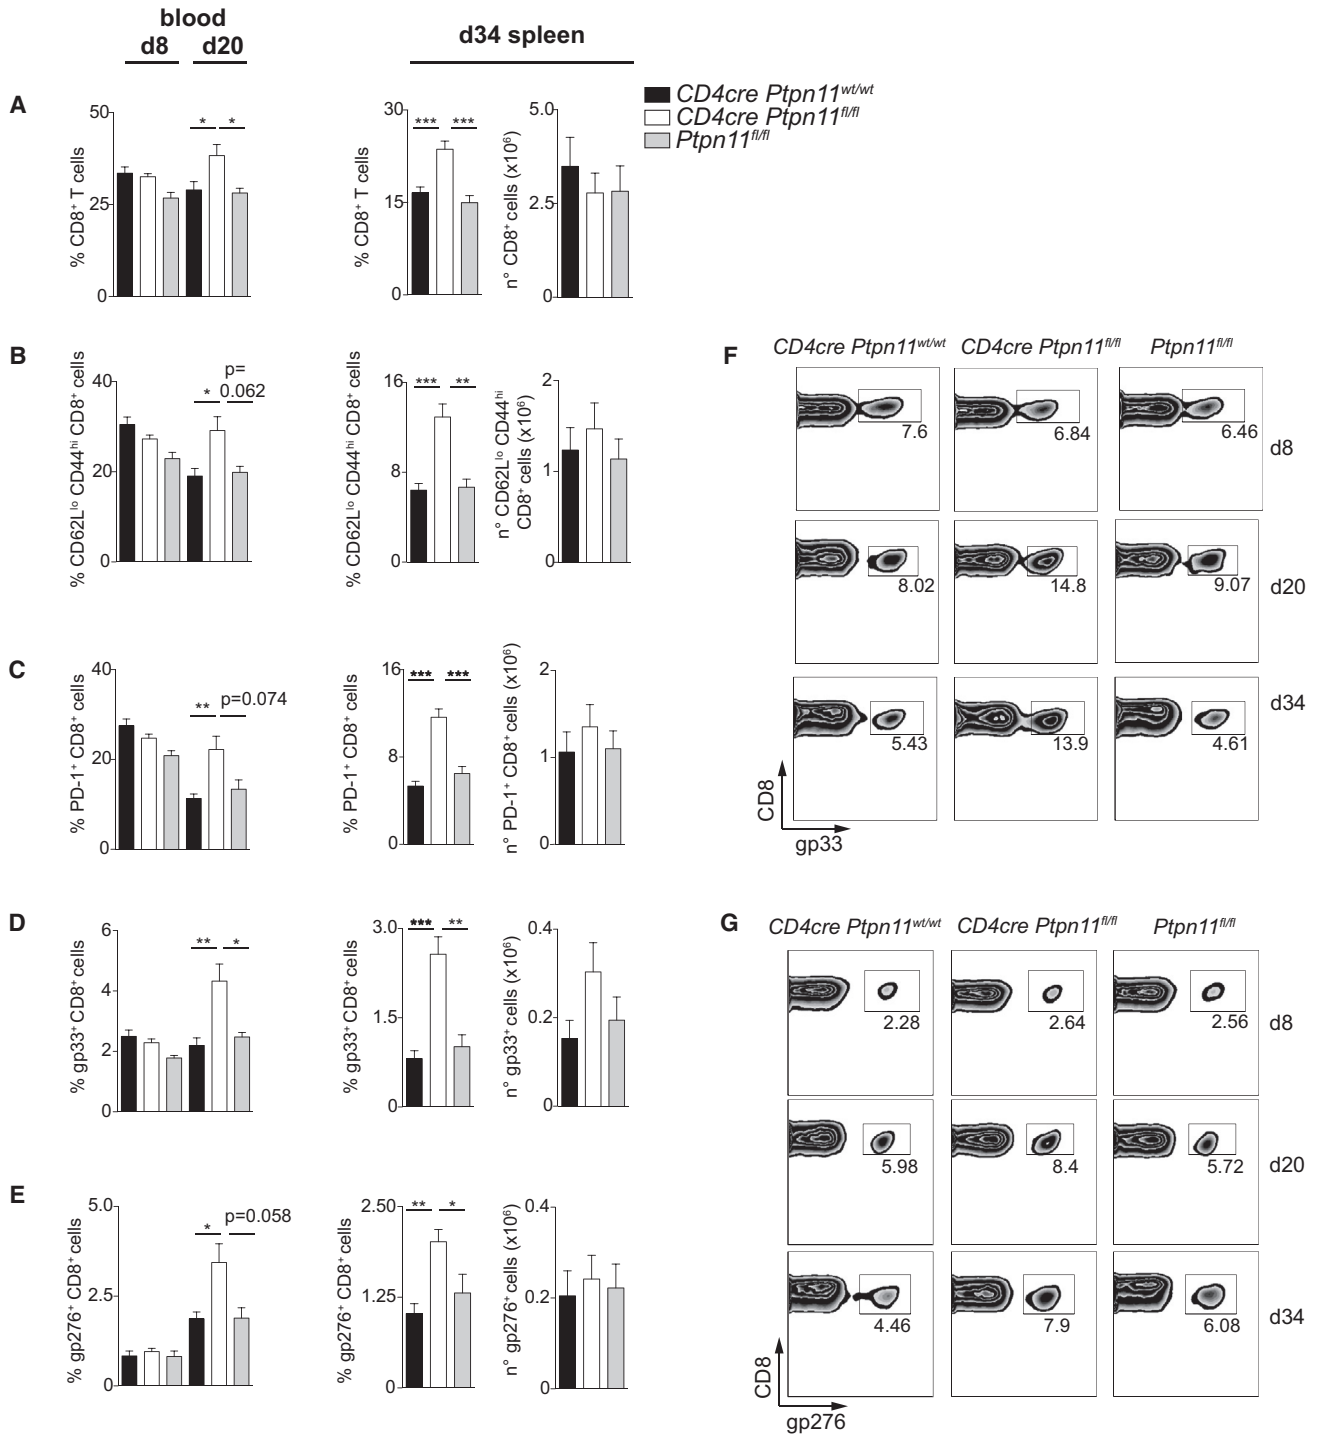 blood
d8 d20
d34 spleen
CD4cre Ptpn11wt/wt
CD4cre Ptpn11fl/fl
Ptpn11fl/fl
A
% CD8+ T cells
50
25
0
* *
% CD8+ T cells
30
15
0
*** ***
n° CD8+ cells (x10⁶)
5.0
2.5
0
B
% CD62Llo CD44hi CD8+ cells
40
20
0
*
p=
0.062
% CD62Llo CD44hi CD8+ cells
16
8
0
*** **
n° CD62Llo CD44hi
CD8+ cells (x10⁶)
2
1
0
C
% PD-1+ CD8+ cells
40
20
0
** p=0.074
% PD-1+ CD8+ cells
16
8
0
*** ***
n° PD-1+ CD8+ cells (x10⁶)
2
1
0
D
% gp33+ CD8+ cells
6
4
2
0
** *
% gp33+ CD8+ cells
3.0
1.5
0
*** **
n° gp33+ cells (x10⁶)
0.4
0.2
0
E
% gp276+ CD8+ cells
5.0
2.5
0
* p=0.058
% gp276+ CD8+ cells
2.50
1.25
0
** *
n° gp276+ cells (x10⁶)
0.4
0.2
0
F
CD4cre Ptpn11wt/wt CD4cre Ptpn11fl/fl Ptpn11fl/fl
7.6 6.84 6.46 d8
8.02 14.8 9.07 d20
5.43 13.9 4.61 d34
CD8
gp33
G
CD4cre Ptpn11wt/wt CD4cre Ptpn11fl/fl Ptpn11fl/fl
2.28 2.64 2.56 d8
5.98 8.4 5.72 d20
4.46 7.9 6.08 d34
CD8
gp276